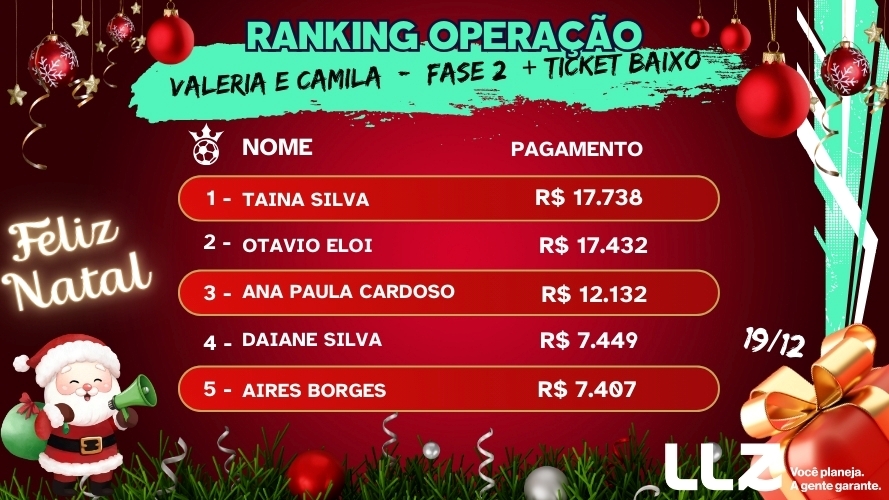 RANKING OPERAÇÃO
VALERIA E CAMILA - FASE 2 + TICKET BAIXO
NOME PAGAMENTO
1 - TAINA SILVA R$ 17.738
2 - OTAVIO ELOI R$ 17.432
3 - ANA PAULA CARDOSO R$ 12.132
4 - DAIANE SILVA R$ 7.449
5 - AIRES BORGES R$ 7.407
Feliz
Natal
19/12
LLZ
Você planeja.
A gente garante.